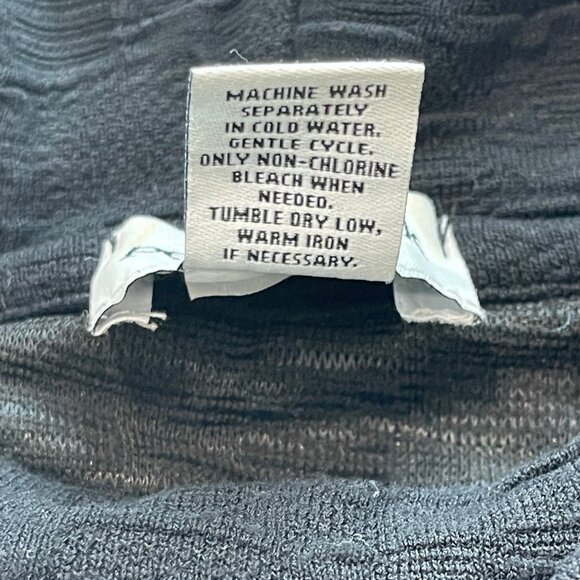 MACHINE WASH
SEPARATELY
IN COLD WATER.
GENTLE CYCLE.
ONLY NON-CHLORINE
BLEACH WHEN
NEEDED.
TUMBLE DRY LOW,
WARM IRON
IF NECESSARY.